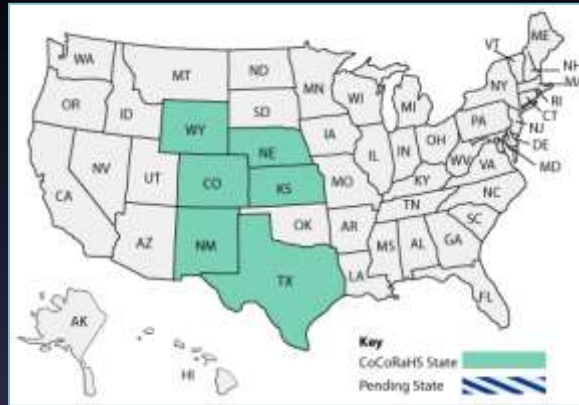 WA
MT
ND
MN
VT
ME
NH
MA
OR
ID
SD
WI
MI
NY
RI
CT
WY
IA
PA
NJ
NE
OH
DE
NV
UT
CO
IL
IN
WV
MD
CA
KS
MO
KY
VA
AZ
NM
OK
AR
TN
NC
SC
TX
LA
MS
AL
GA
FL
AK
HI
Key
CoCoRaHS State
Pending State